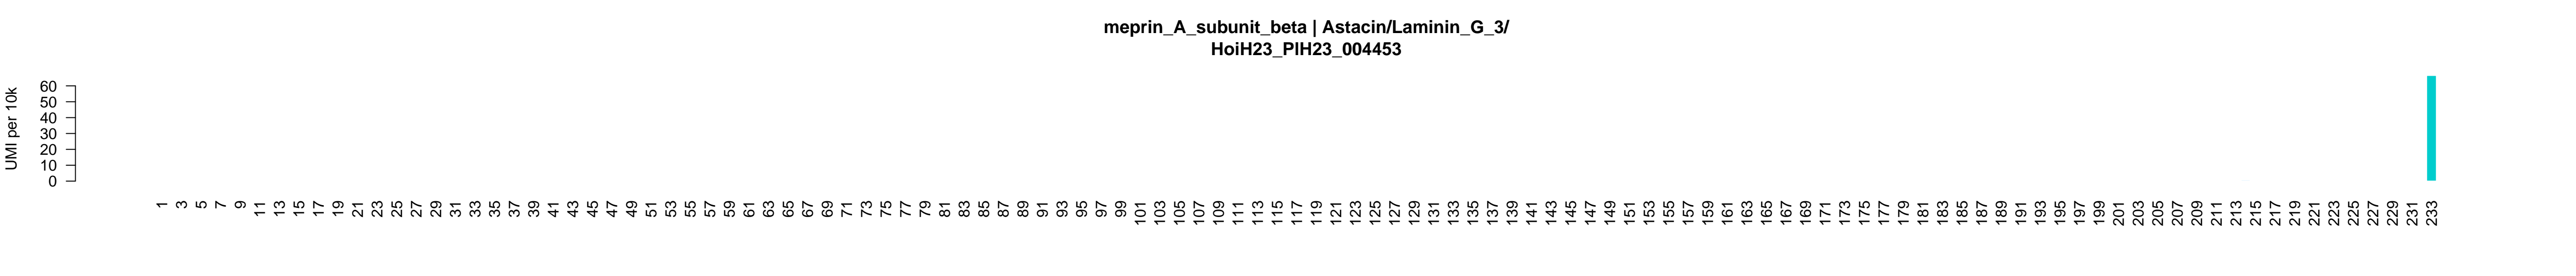 meprin_A_subunit_beta | Astacin/Laminin_G_3/
HoiH23_PlH23_004453
UMI per 10k
60
50
40
30
20
10
0
1 3 5 7 9 11 13 15 17 19 21 23 25 27 29 31 33 35 37 39 41 43 45 47 49 51 53 55 57 59 61 63 65 67 69 71 73 75 77 79 81 83 85 87 89 91 93 95 97 99 101 103 105 107 109 111 113 115 117 119 121 123 125 127 129 131 133 135 137 139 141 143 145 147 149 151 153 155 157 159 161 163 165 167 169 171 173 175 177 179 181 183 185 187 189 191 193 195 197 199 201 203 205 207 209 211 213 215 217 219 221 223 225 227 229 231 233